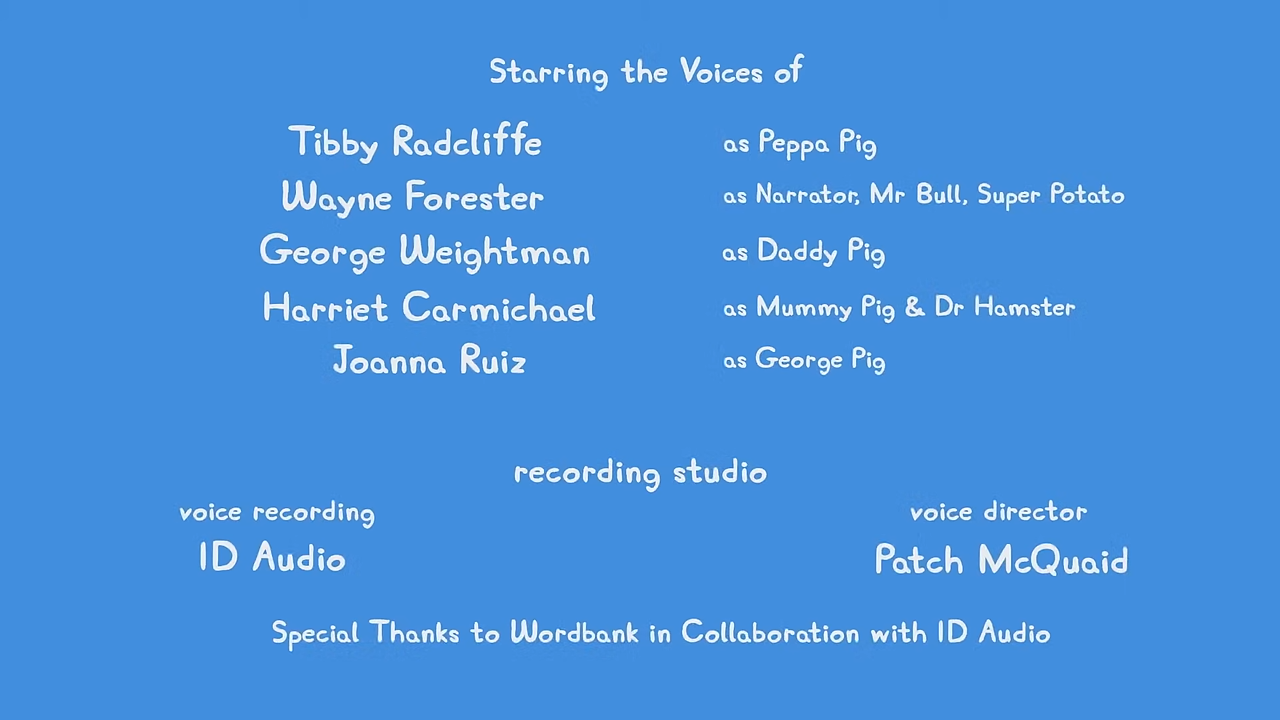 Starring the Voices of
Tibby Radcliffe as Peppa Pig
Wayne Forester as Narrator, Mr Bull, Super Potato
George Weightman as Daddy Pig
Harriet Carmichael as Mummy Pig & Dr Hamster
Joanna Ruiz as George Pig
recording studio
voice recording voice director
ID Audio Patch McQuaid
Special Thanks to Wordbank in Collaboration with ID Audio